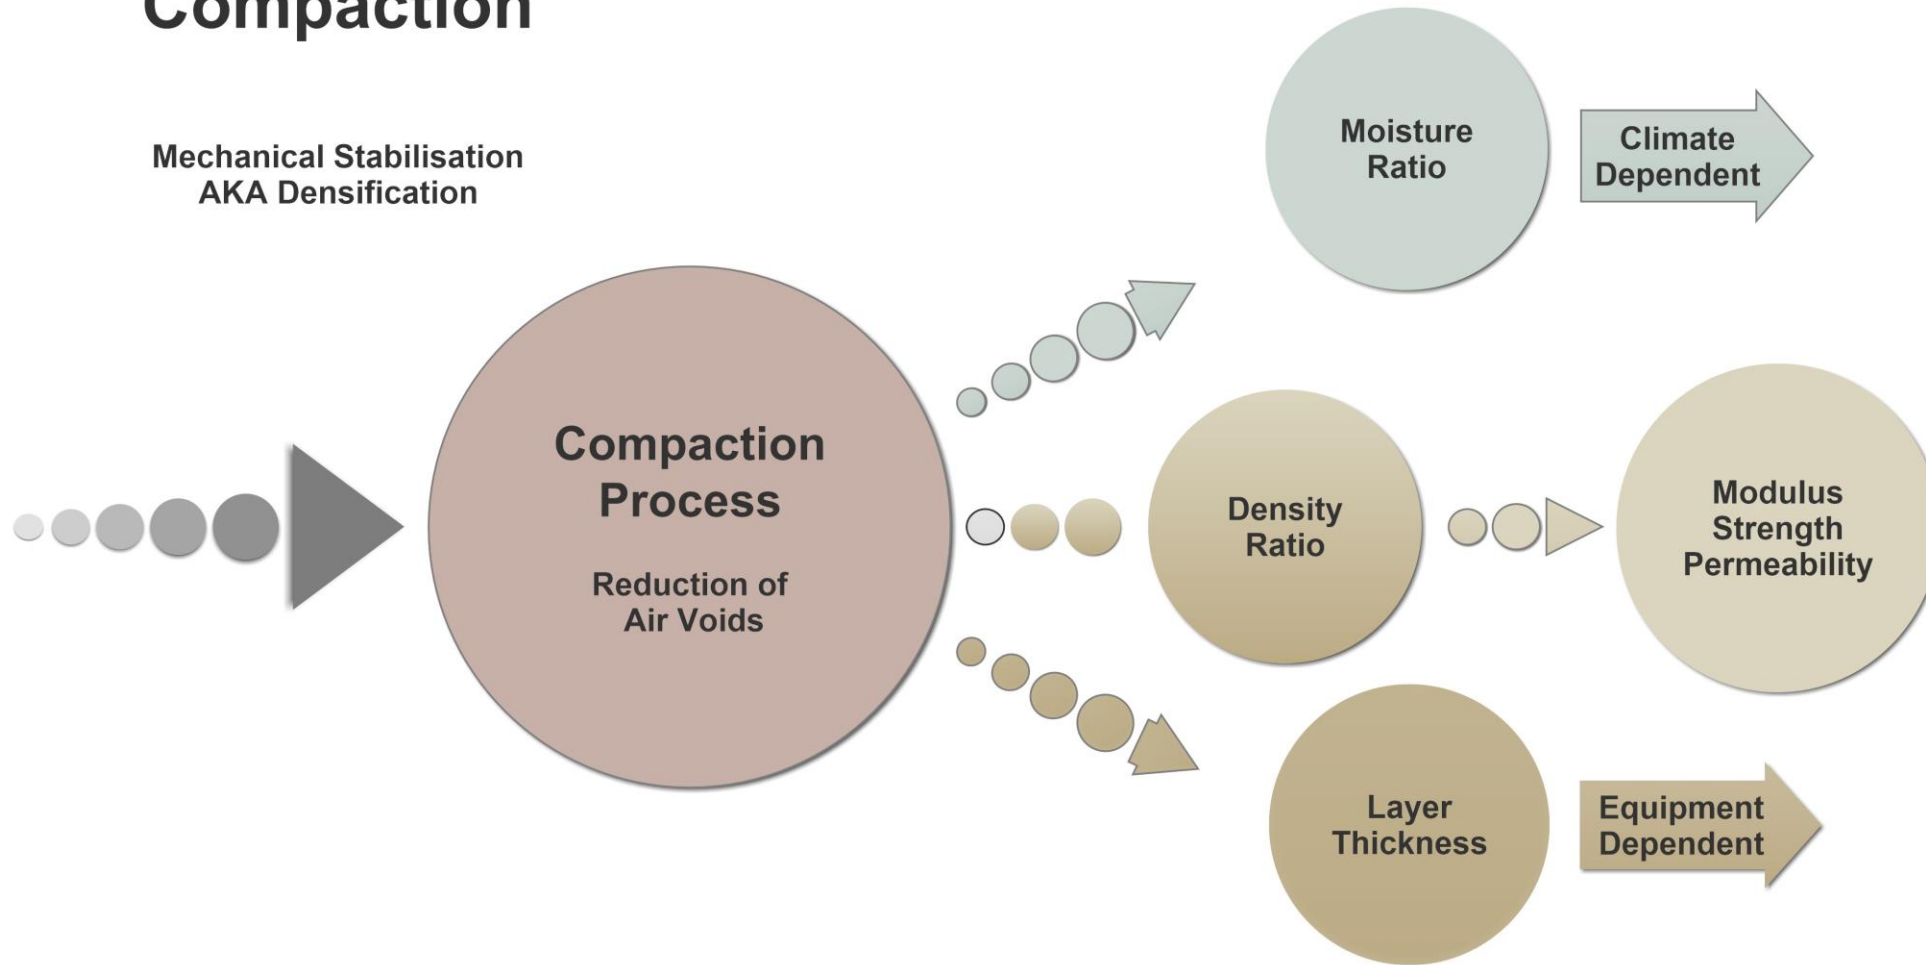 Compaction
Mechanical Stabilisation
AKA Densification
Compaction
Process
Reduction of
Air Voids
Moisture
Ratio
Climate
Dependent
Density
Ratio
Modulus
Strength
Permeability
Layer
Thickness
Equipment
Dependent